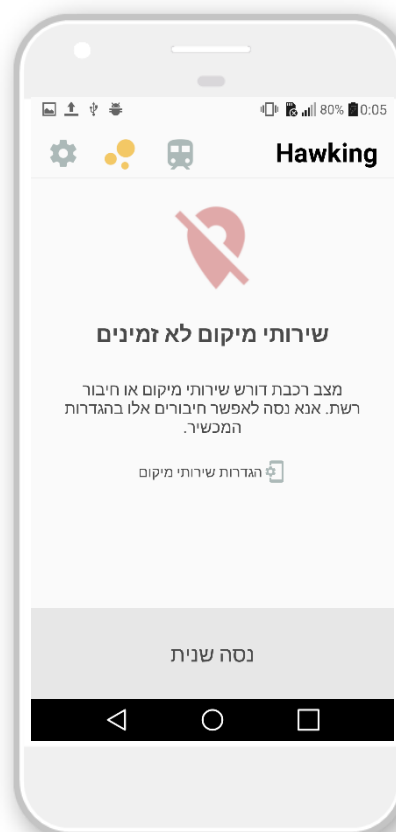 80% 0:05
Hawking
שירותי מיקום לא זמינים
מצב רכבת דורש שירותי מיקום או חיבור
רשת. אנא נסה לאפשר חיבורים אלו בהגדרות
המכשיר.
הגדרות שירותי מיקום
נסה שנית